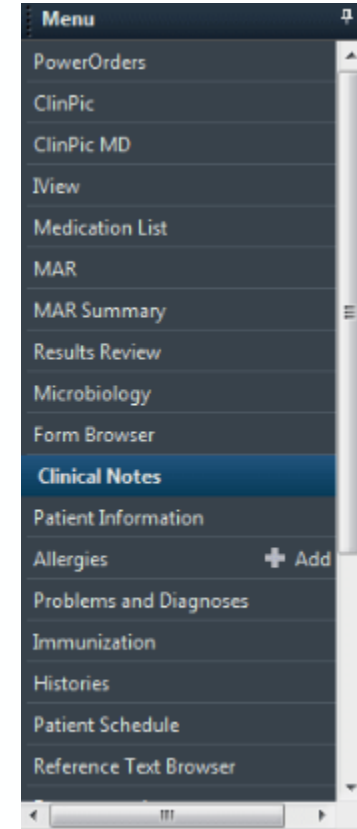 Menu
PowerOrders
ClinPic
ClinPic MD
IView
Medication List
MAR
MAR Summary
Results Review
Microbiology
Form Browser
Clinical Notes
Patient Information
Allergies Add
Problems and Diagnoses
Immunization
Histories
Patient Schedule
Reference Text Browser